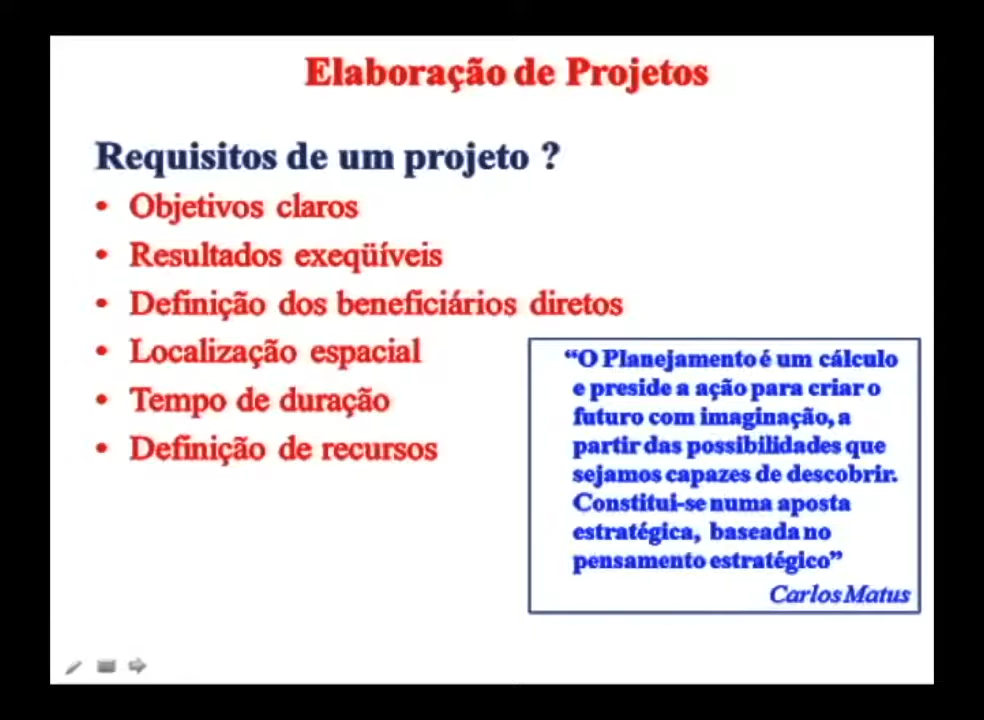 Elaboração de Projetos
Requisitos de um projeto ?
• Objetivos claros
• Resultados exeqüíveis
• Definição dos beneficiários diretos
• Localização espacial
• Tempo de duração
• Definição de recursos
“O Planejamento é um cálculo
e preside a ação para criar o
futuro com imaginação, a
partir das possibilidades que
sejamos capazes de descobrir.
Constitui-se numa aposta
estratégica, baseada no
pensamento estratégico”
Carlos Matus